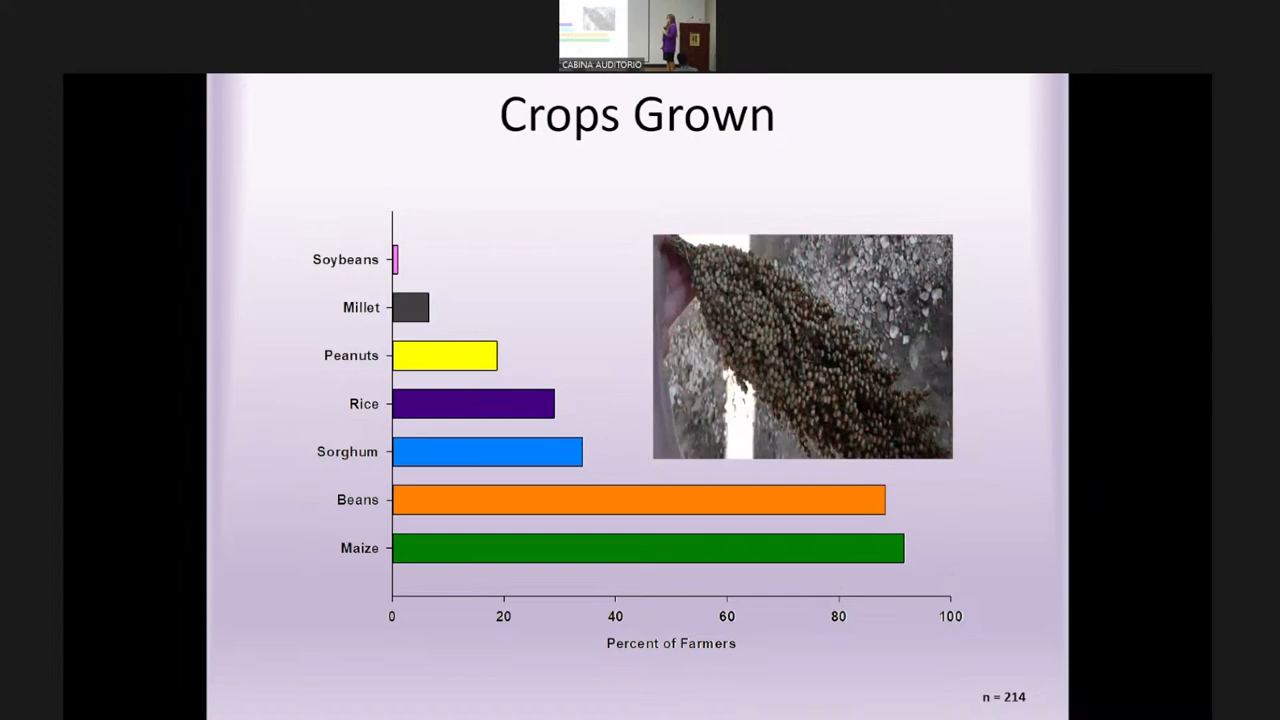 CABINA AUDITORIO
Crops Grown
Soybeans
Millet
Peanuts
Rice
Sorghum
Beans
Maize
0 20 40 60 80 100
Percent of Farmers
n = 214